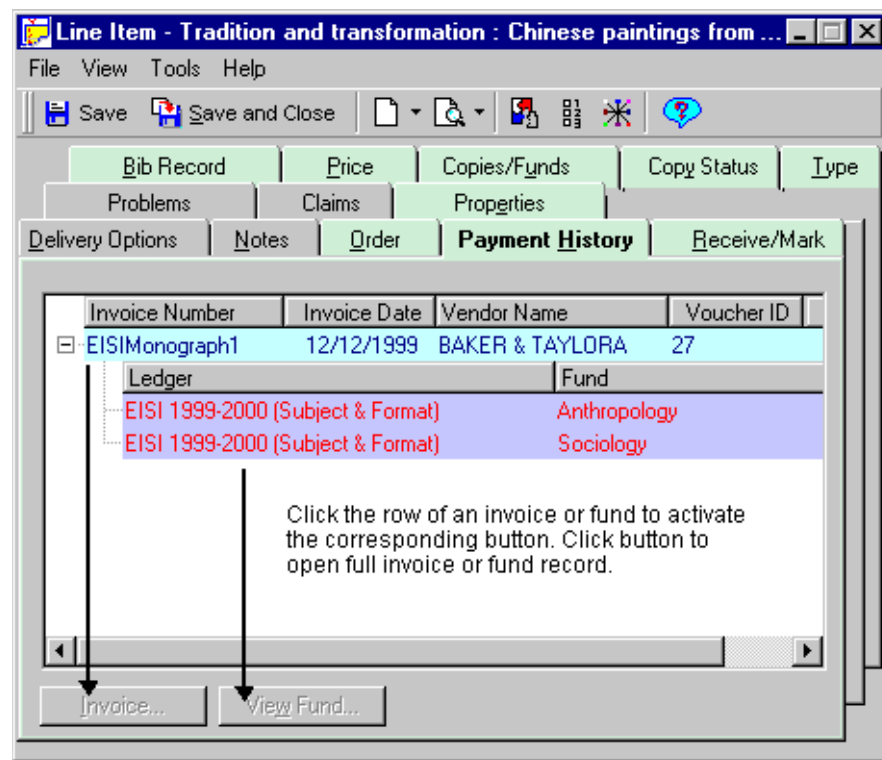 Line Item - Tradition and transformation : Chinese paintings from ...
File View Tools Help
Save Save and Close
Bib Record Price Copies/Funds Copy Status Type
Problems Claims Properties
Delivery Options Notes Order Payment History Receive/Mark
Invoice Number Invoice Date Vendor Name Voucher ID
EISIMonograph1 12/12/1999 BAKER & TAYLORA 27
Ledger Fund
EISI 1999-2000 (Subject & Format) Anthropology
EISI 1999-2000 (Subject & Format) Sociology
Click the row of an invoice or fund to activate
the corresponding button. Click button to
open full invoice or fund record.
Invoice... View Fund...